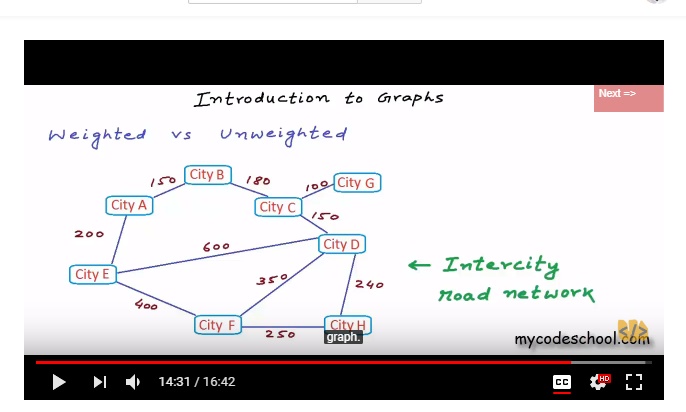 Introduction to Graphs
Next =>
Weighted vs Unweighted
150
City B
180
100
City G
City A
City C
150
200
600
City D
City E
← Intercity
road network
350
240
400
City F
250
City H
graph.
</>
mycodeschool.com
14:31 / 16:42
CC
HD